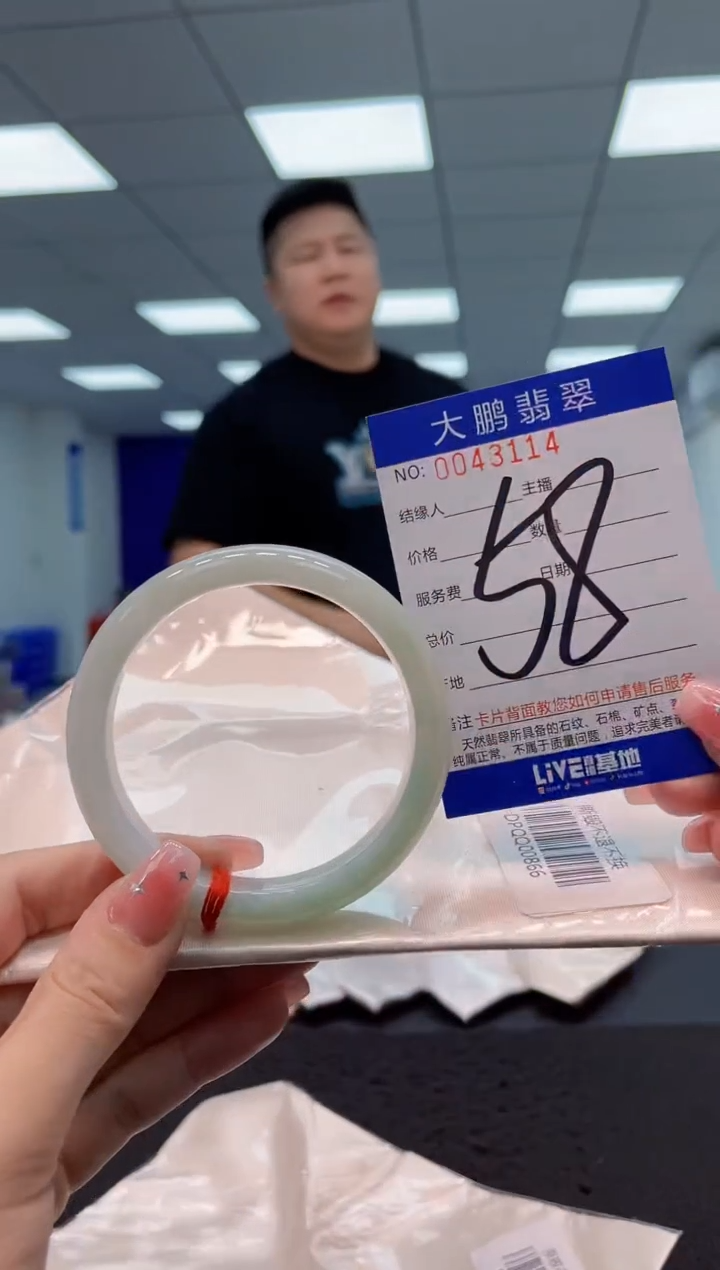 大鹏翡翠
NO: 0043114
结缘人 主播
价格 数量
服务费 日期
总价
地
58
注 卡片背面教您如何申请售后服务
天然翡翠所具备的石纹、石棉、矿点、
纯属正常、不属于质量问题，追求完美者
LiVE 基地
DPQQ00866
Y